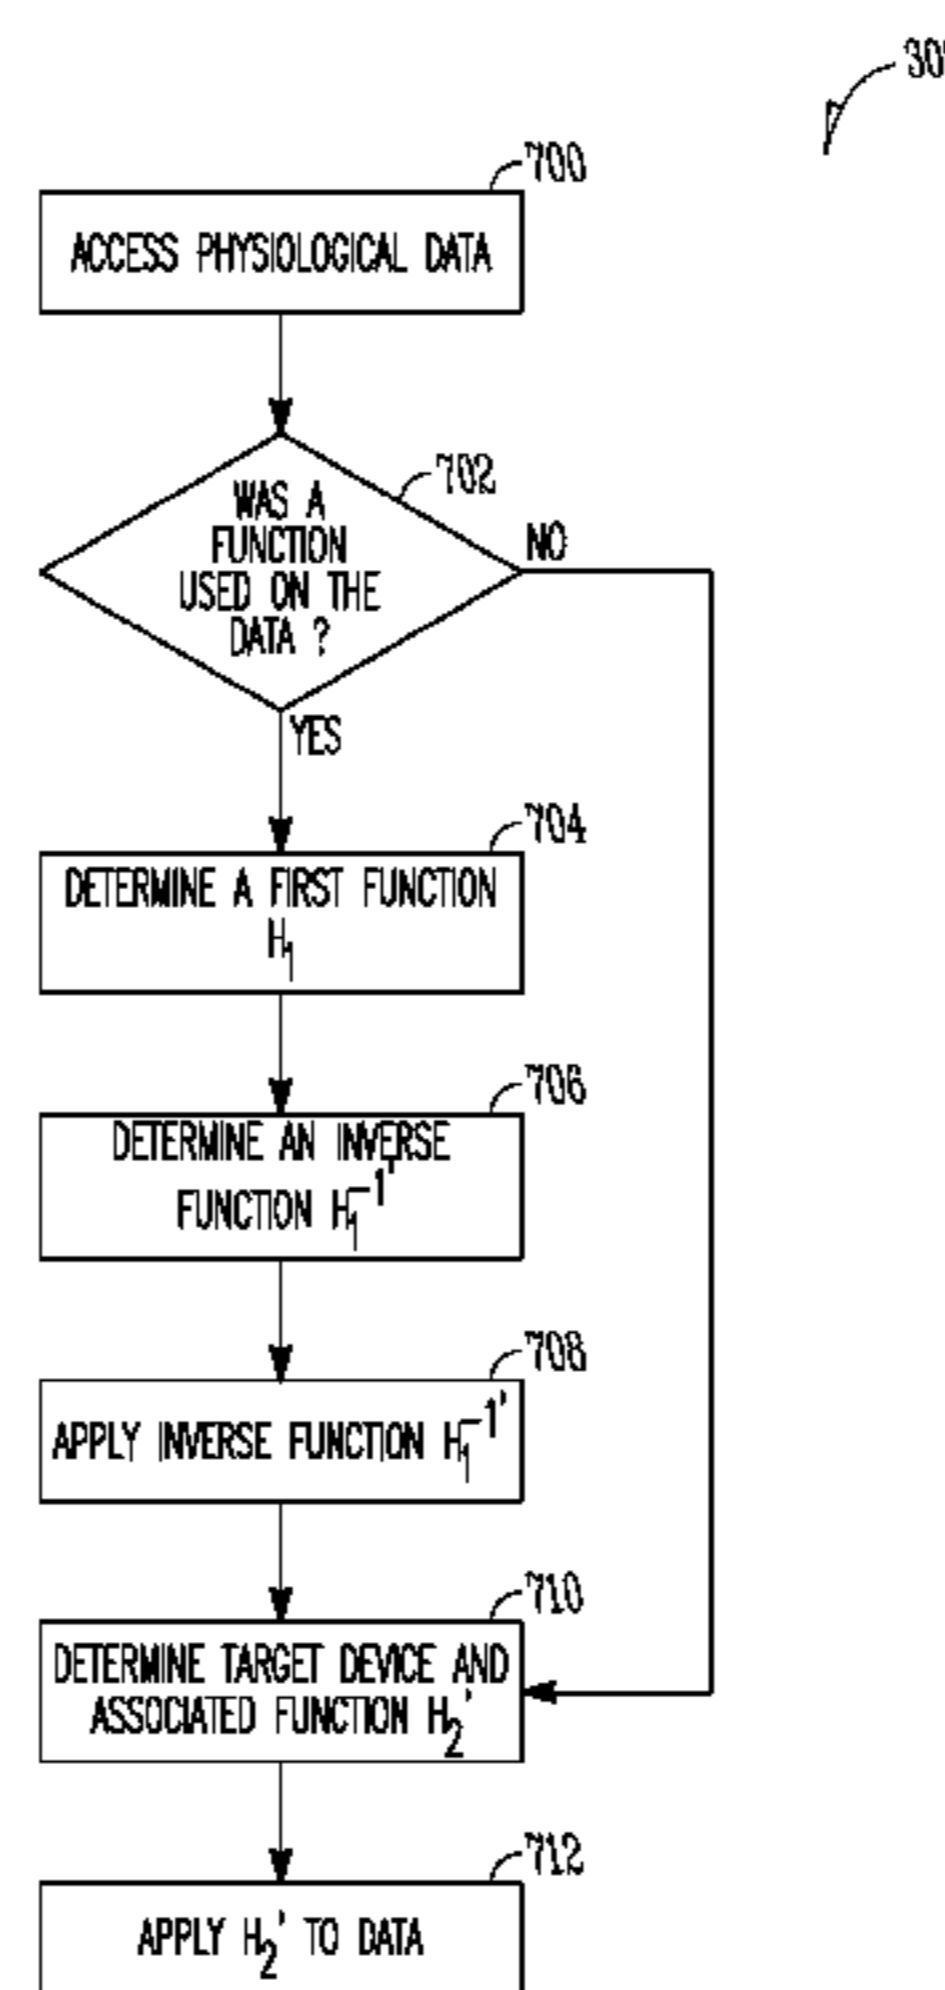 700
ACCESS PHYSIOLOGICAL DATA
702
WAS A
FUNCTION
USED ON THE
DATA ?
NO
YES
704
DETERMINE A FIRST FUNCTION
H₁
706
DETERMINE AN INVERSE
FUNCTION H₁⁻¹'
708
APPLY INVERSE FUNCTION H₁⁻¹'
710
DETERMINE TARGET DEVICE AND
ASSOCIATED FUNCTION H₂'
712
APPLY H₂' TO DATA